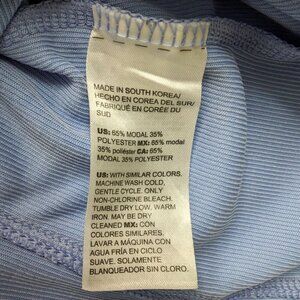 MADE IN SOUTH KOREA/
HECHO EN COREA DEL SUR/
FABRIQUÉ EN CORÉE DU
SUD
US: 65% MODAL 35%
POLYESTER MX: 65% modal
35% poliéster CA: 65%
MODAL 35% POLYESTER
US: WITH SIMILAR COLORS.
MACHINE WASH COLD,
GENTLE CYCLE. ONLY
NON-CHLORINE BLEACH.
TUMBLE DRY LOW. WARM
IRON. MAY BE DRY
CLEANED MX: CON
COLORES SIMILARES.
LAVAR A MÁQUINA CON
AGUA FRÍA EN CICLO
SUAVE. SOLAMENTE
BLANQUEADOR SIN CLORO.